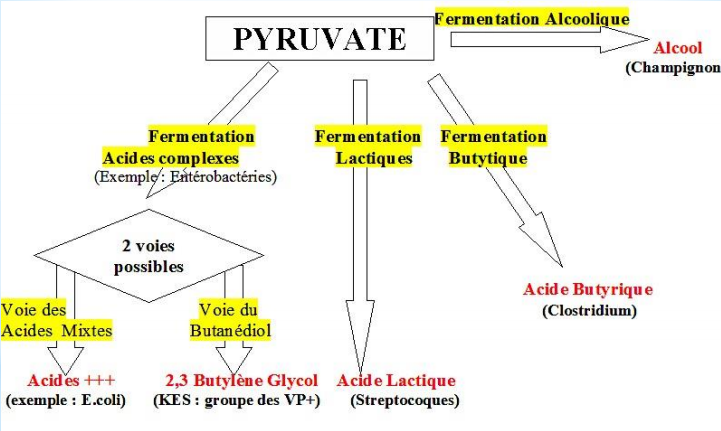 Fermentation Alcoolique
PYRUVATE
Alcool
(Champignon
Fermentation
Acides complexes
(Exemple : Entérobactéries)
Fermentation
Lactiques
Fermentation
Butytique
2 voies
possibles
Voie des
Acides Mixtes
Voie du
Butanédiol
Acide Butyrique
(Clostridium)
Acides +++
(exemple : E.coli)
2,3 Butylène Glycol
(KES : groupe des VP+)
Acide Lactique
(Streptocoques)